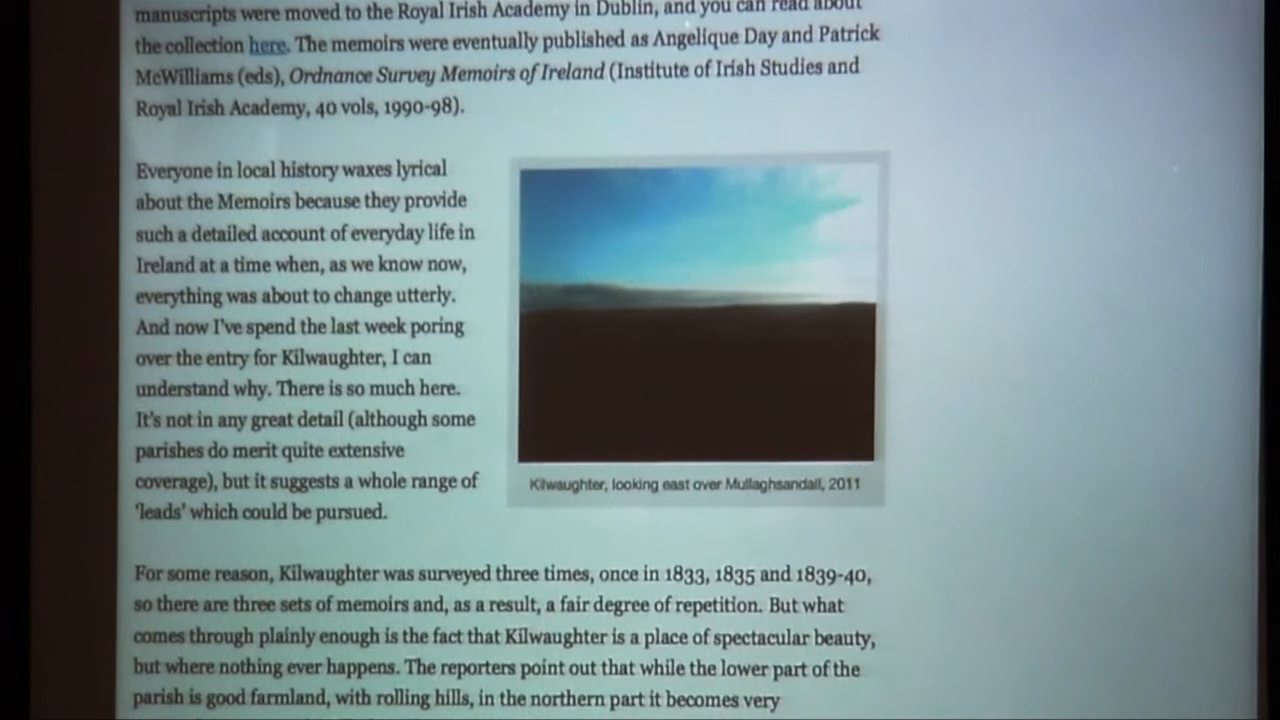 manuscripts were moved to the Royal Irish Academy in Dublin, and you can read about
the collection here. The memoirs were eventually published as Angelique Day and Patrick
McWilliams (eds), Ordnance Survey Memoirs of Ireland (Institute of Irish Studies and
Royal Irish Academy, 40 vols, 1990-98).
Everyone in local history waxes lyrical
about the Memoirs because they provide
such a detailed account of everyday life in
Ireland at a time when, as we know now,
everything was about to change utterly.
And now I've spend the last week poring
over the entry for Kilwaughter, I can
understand why. There is so much here.
It's not in any great detail (although some
parishes do merit quite extensive
coverage), but it suggests a whole range of
'leads' which could be pursued.
Kilwaughter, looking east over Mullaghsandall, 2011
For some reason, Kilwaughter was surveyed three times, once in 1833, 1835 and 1839-40,
so there are three sets of memoirs and, as a result, a fair degree of repetition. But what
comes through plainly enough is the fact that Kilwaughter is a place of spectacular beauty,
but where nothing ever happens. The reporters point out that while the lower part of the
parish is good farmland, with rolling hills, in the northern part it becomes very